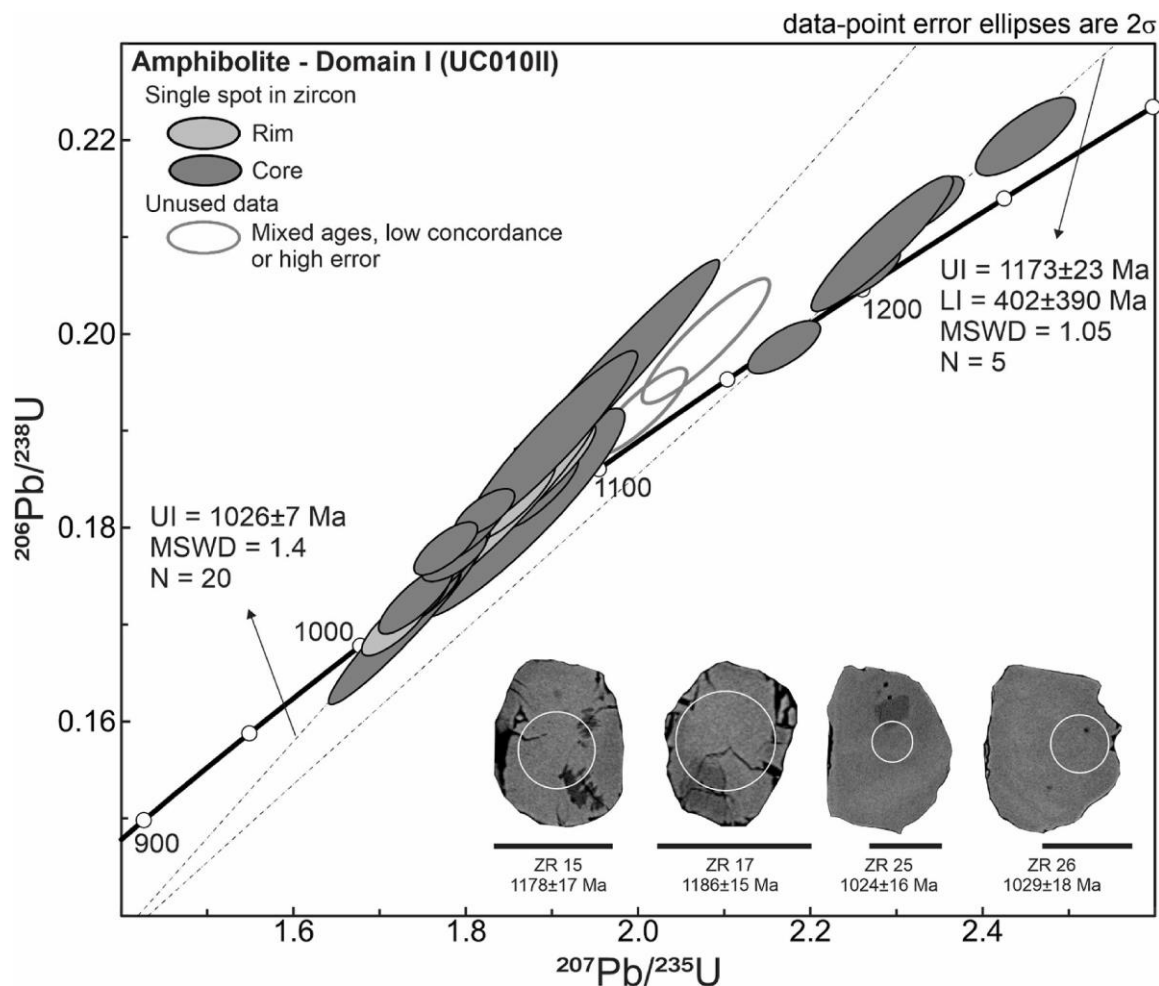 data-point error ellipses are 2σ
Amphibolite - Domain I (UC010II)
Single spot in zircon
Rim
Core
Unused data
Mixed ages, low concordance
or high error
0.22
0.20
0.18
0.16
²⁰⁶Pb/²³⁸U
UI = 1173±23 Ma
LI = 402±390 Ma
MSWD = 1.05
N = 5
1200
1100
UI = 1026±7 Ma
MSWD = 1.4
N = 20
1000
900
ZR 15
1178±17 Ma
ZR 17
1186±15 Ma
ZR 25
1024±16 Ma
ZR 26
1029±18 Ma
1.6
1.8
2.0
2.2
2.4
²⁰⁷Pb/²³⁵U